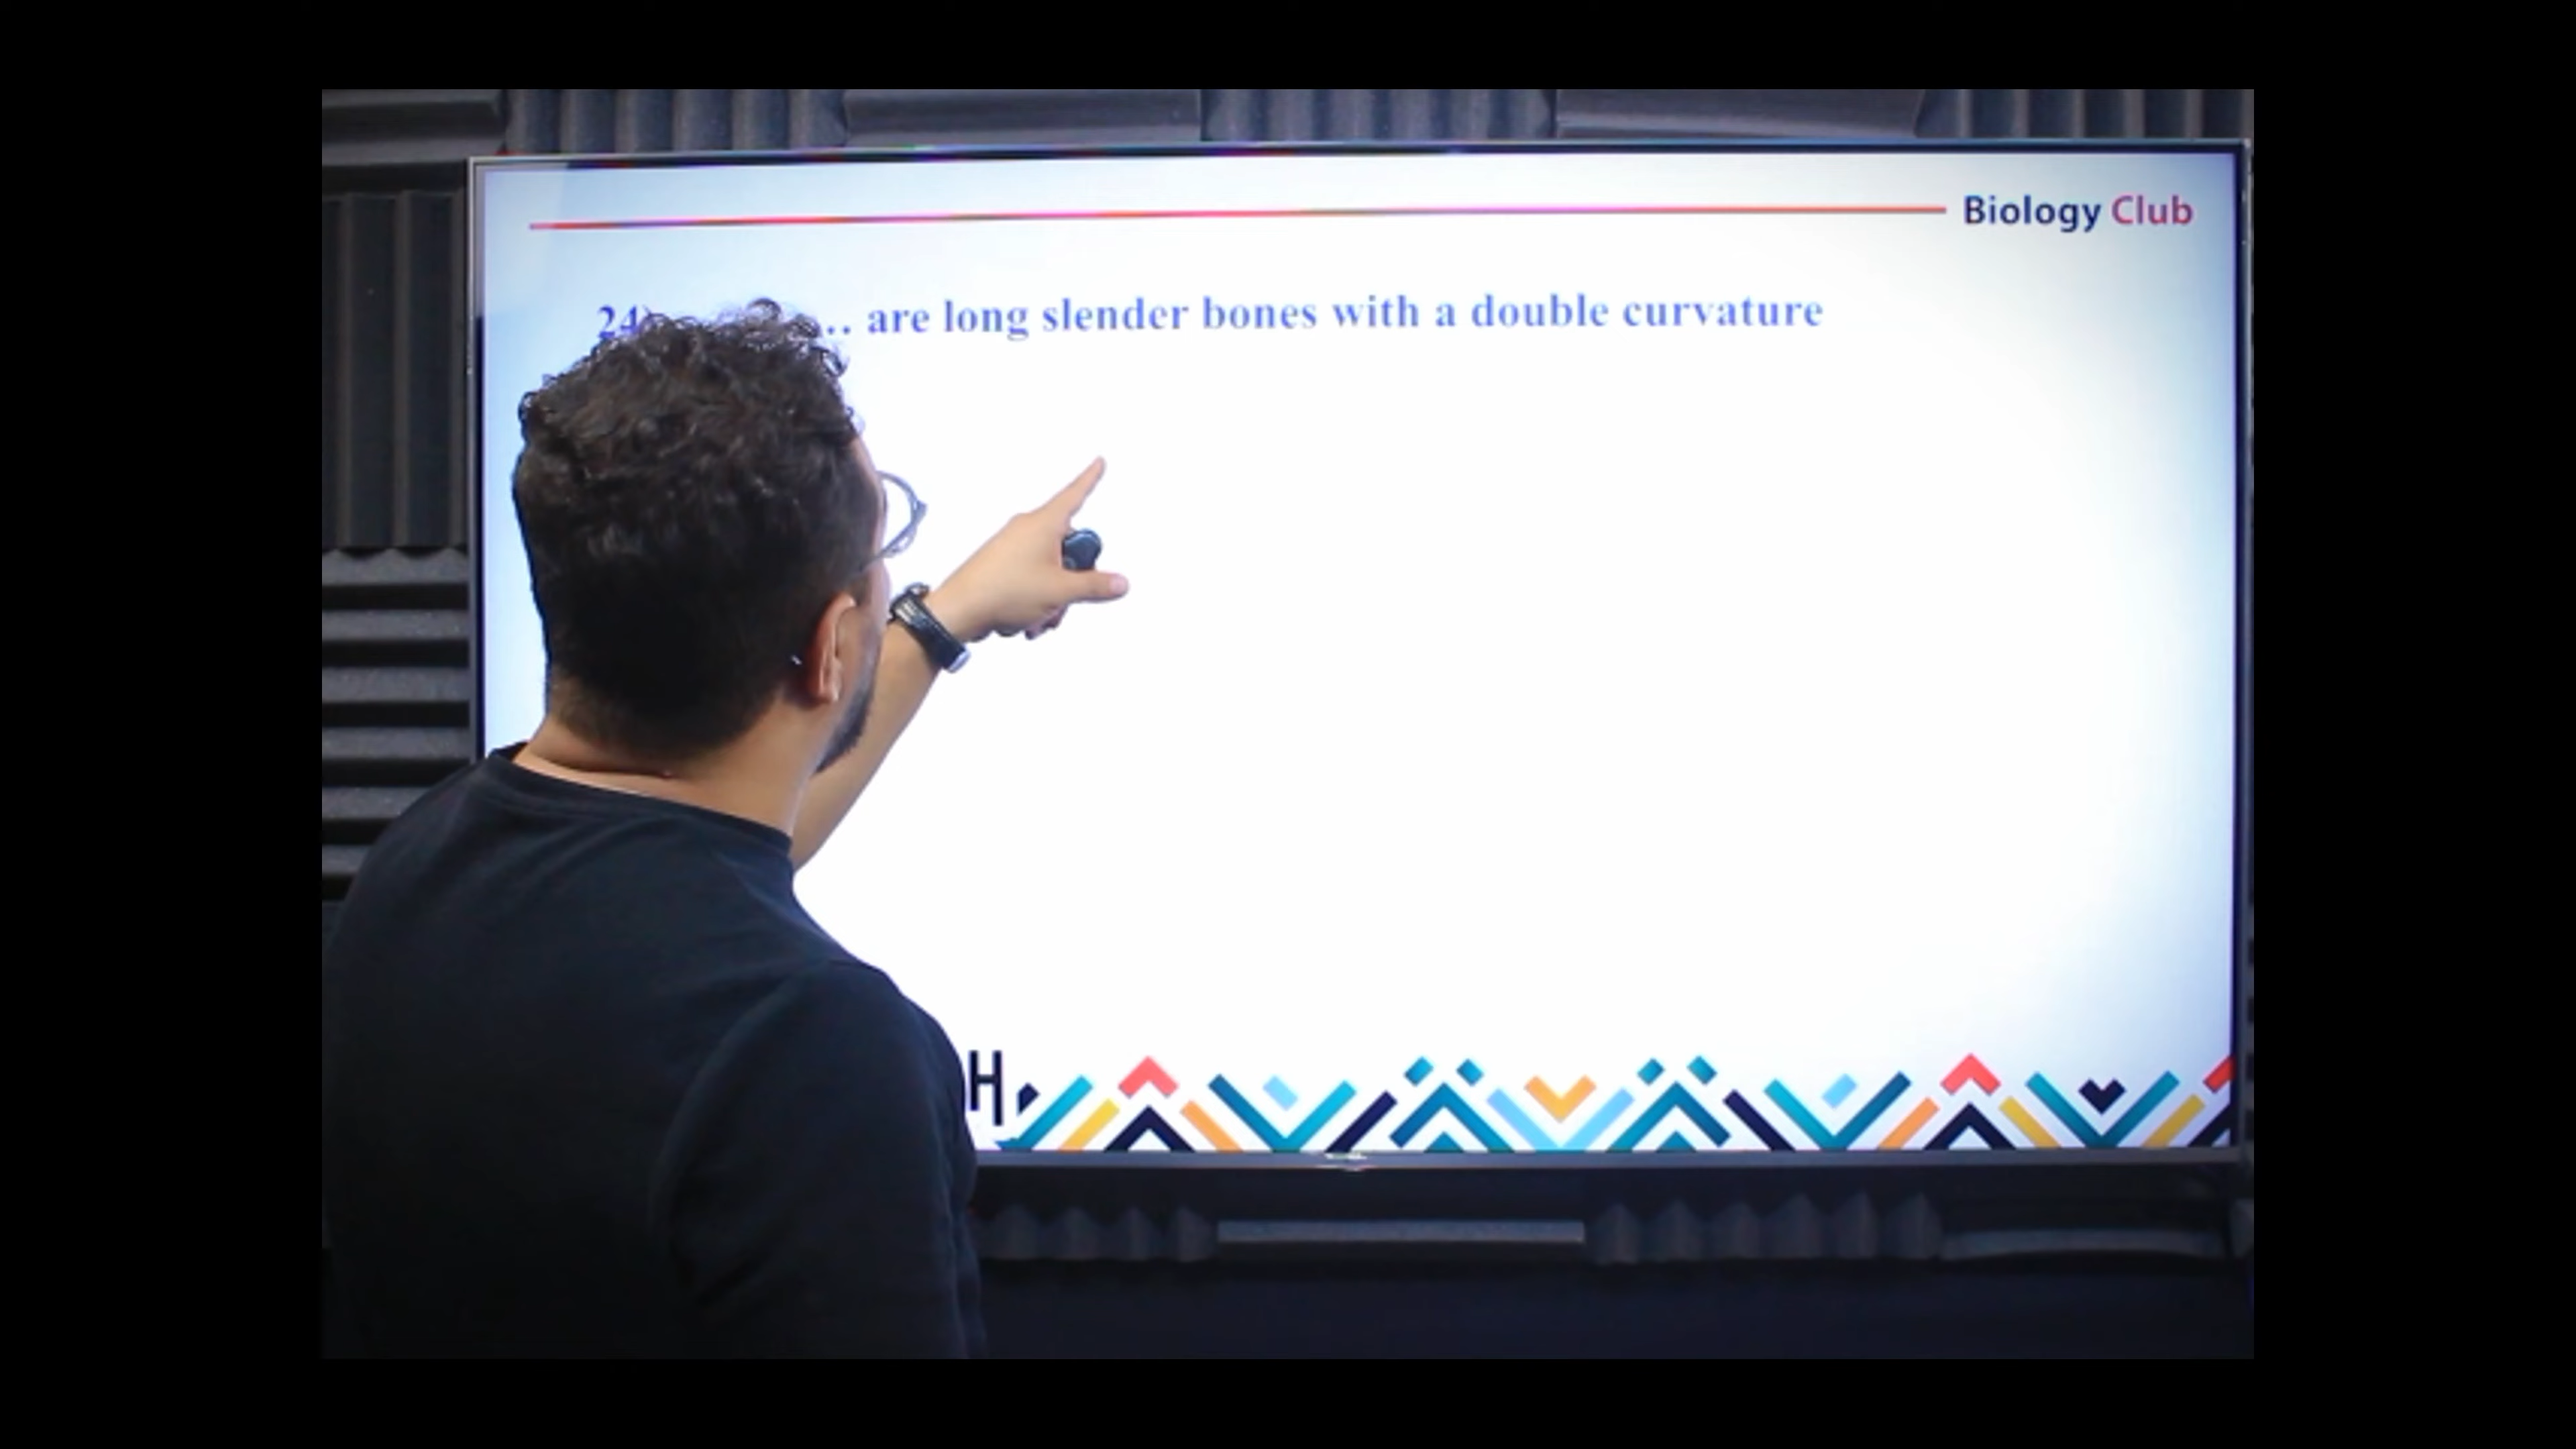 Biology Club
24) ... are long slender bones with a double curvature
H